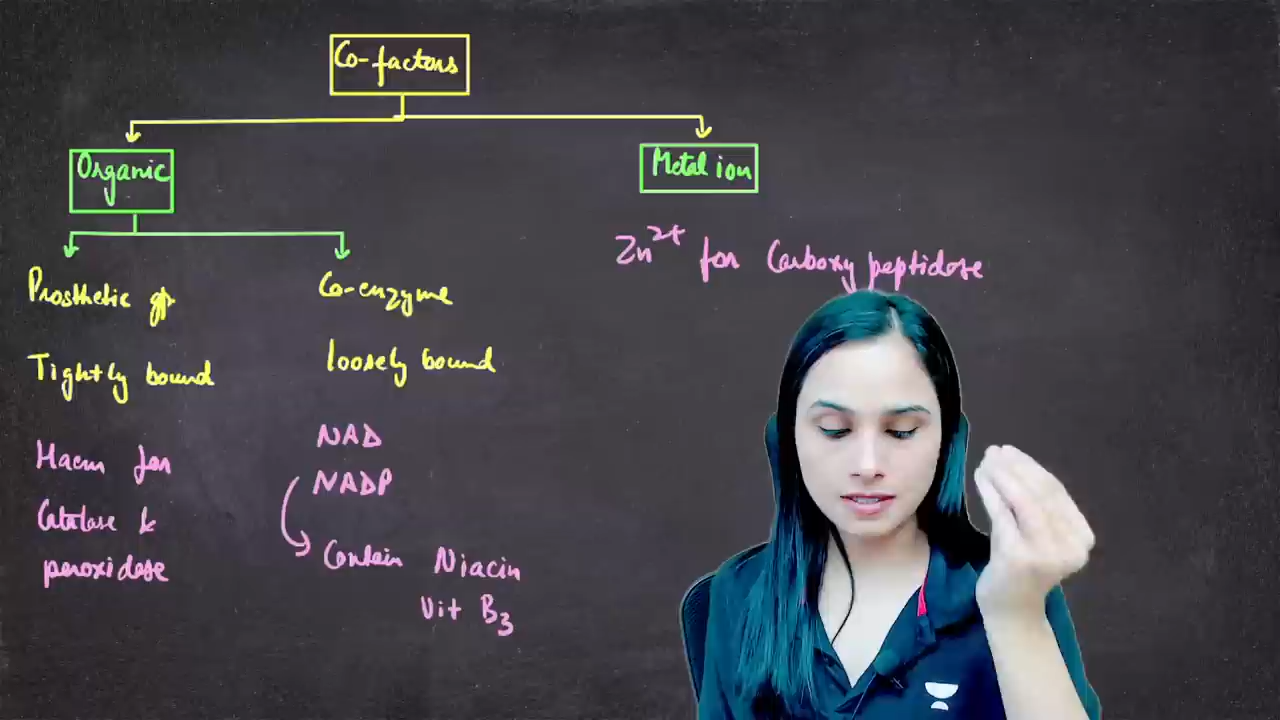 Co-factors
Organic
Metal ion
Zn2+ for Carboxy peptidose
Prosthetic gp
Co-enzyme
Tightly bound
loosely bound
Haem for
Catalase &
peroxidase
NAD
NADP
Contain Niacin
Vit B3